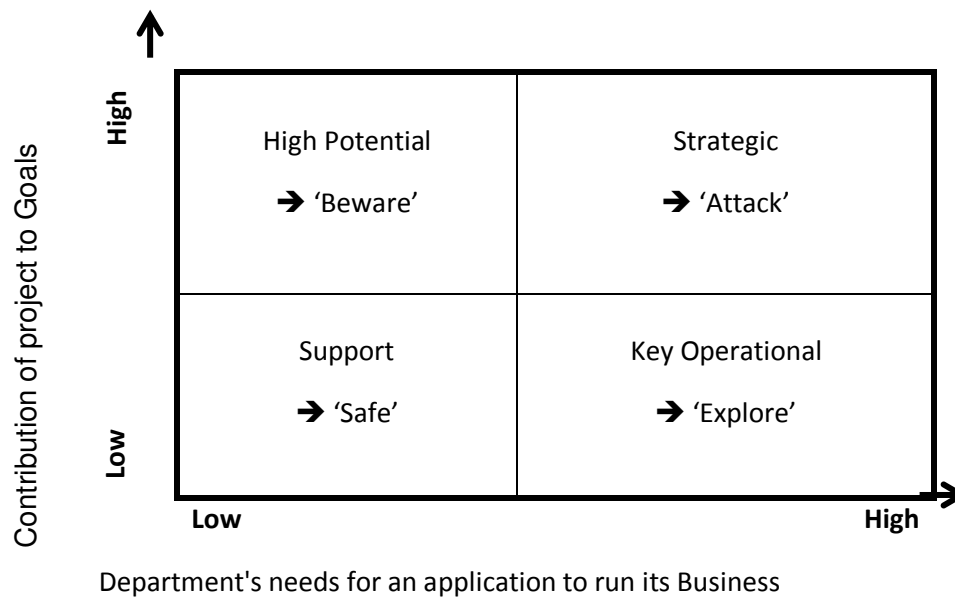 Contribution of project to Goals
High
Low
High Potential
➔ ‘Beware’
Strategic
➔ ‘Attack’
Support
➔ ‘Safe’
Key Operational
➔ ‘Explore’
Low
High
Department's needs for an application to run its Business